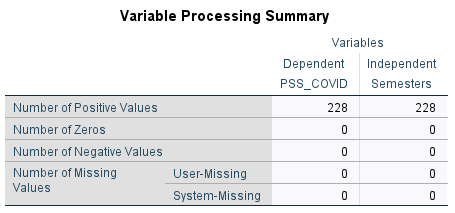 Variable Processing Summary
Variables
Dependent Independent
PSS_COVID Semesters
Number of Positive Values 228 228
Number of Zeros 0 0
Number of Negative Values 0 0
Number of Missing Values User-Missing 0 0
System-Missing 0 0